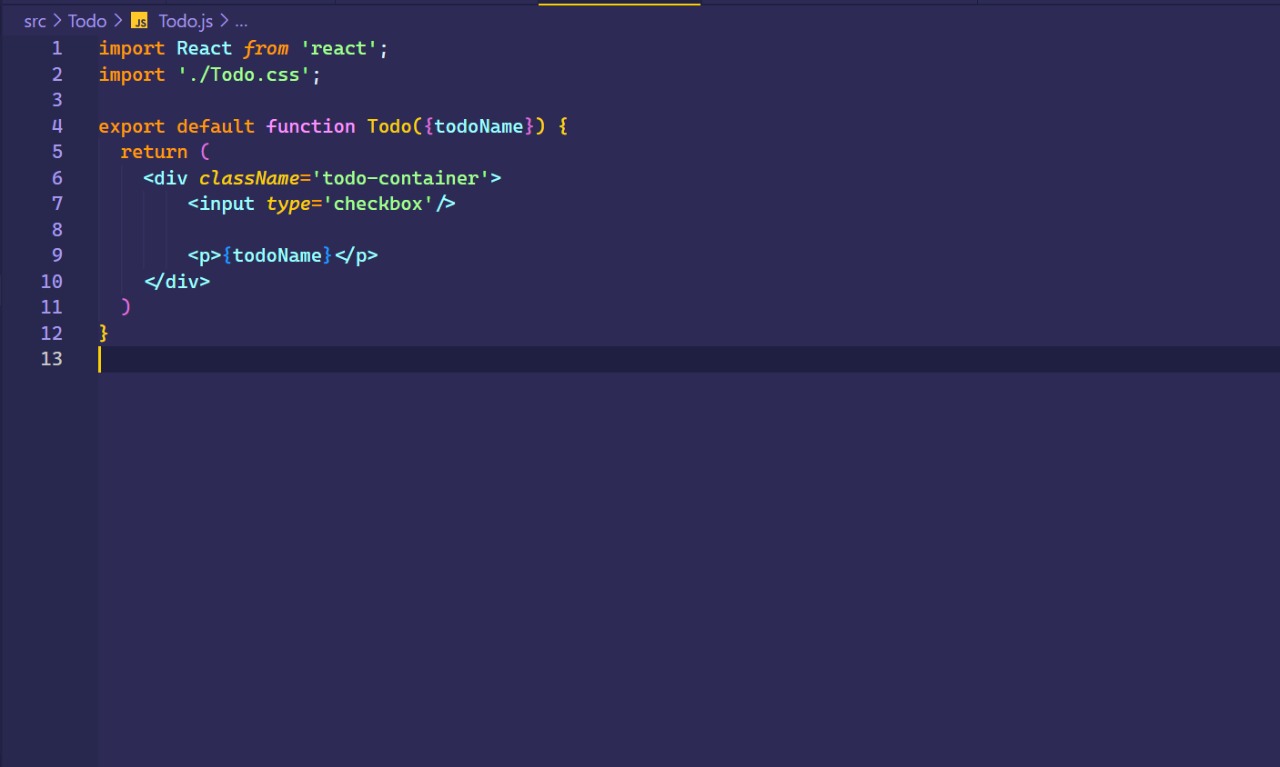 src > Todo > JS Todo.js > ...
1 import React from 'react';
2 import './Todo.css';
3
4 export default function Todo({todoName}) {
5   return (
6     <div className='todo-container'>
7         <input type='checkbox'/>
8
9         <p>{todoName}</p>
10     </div>
11   )
12 }
13